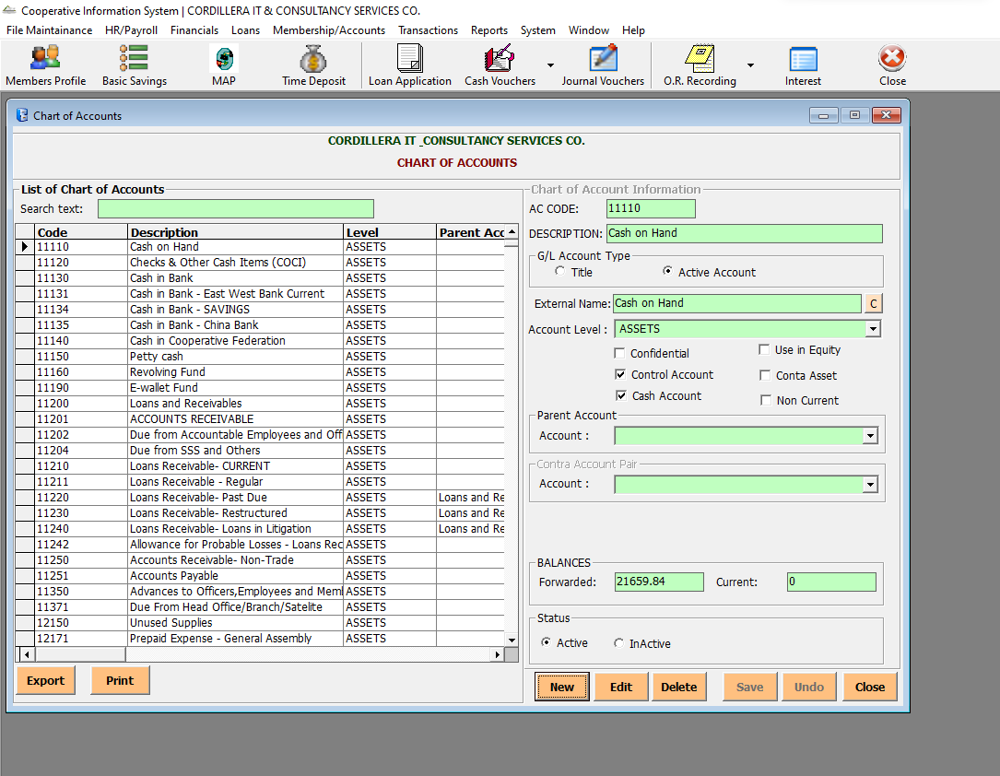 Cooperative Information System | CORDILLERA IT & CONSULTANCY SERVICES CO.
File Maintainance HR/Payroll Financials Loans Membership/Accounts Transactions Reports System Window Help
Members Profile Basic Savings MAP Time Deposit Loan Application Cash Vouchers Journal Vouchers O.R. Recording Interest Close
Chart of Accounts
CORDILLERA IT _CONSULTANCY SERVICES CO.
CHART OF ACCOUNTS
List of Chart of Accounts
Search text:
Code Description Level Parent Acc
11110 Cash on Hand ASSETS
11120 Checks & Other Cash Items (COCI) ASSETS
11130 Cash in Bank ASSETS
11131 Cash in Bank - East West Bank Current ASSETS
11134 Cash in Bank - SAVINGS ASSETS
11135 Cash in Bank - China Bank ASSETS
11140 Cash in Cooperative Federation ASSETS
11150 Petty cash ASSETS
11160 Revolving Fund ASSETS
11190 E-wallet Fund ASSETS
11200 Loans and Receivables ASSETS
11201 ACCOUNTS RECEIVABLE ASSETS
11202 Due from Accountable Employees and Off ASSETS
11204 Due from SSS and Others ASSETS
11210 Loans Receivable- CURRENT ASSETS
11211 Loans Receivable - Regular ASSETS
11220 Loans Receivable- Past Due ASSETS Loans and Re
11230 Loans Receivable- Restructured ASSETS Loans and Re
11240 Loans Receivable- Loans in Litigation ASSETS Loans and Re
11242 Allowance for Probable Losses - Loans Rec ASSETS
11250 Accounts Receivable- Non-Trade ASSETS
11251 Accounts Payable ASSETS
11350 Advances to Officers,Employees and Meml ASSETS
11371 Due From Head Office/Branch/Satelite ASSETS
12150 Unused Supplies ASSETS
12171 Prepaid Expense - General Assembly ASSETS
Export Print
Chart of Account Information
AC CODE: 11110
DESCRIPTION: Cash on Hand
G/L Account Type
Title Active Account
External Name: Cash on Hand C
Account Level : ASSETS
Confidential Use in Equity
Control Account Conta Asset
Cash Account Non Current
Parent Account
Account :
Contra Account Pair
Account :
BALANCES
Forwarded: 21659.84 Current: 0
Status
Active InActive
New Edit Delete Save Undo Close